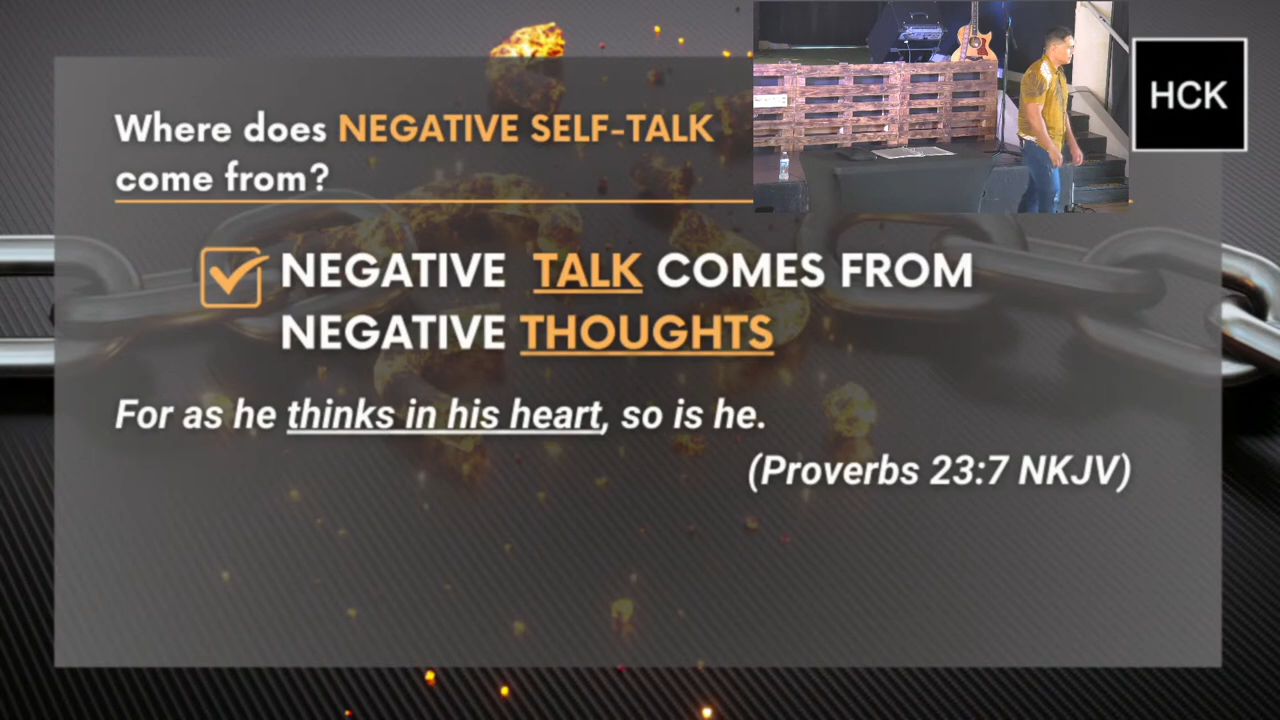 Where does NEGATIVE SELF-TALK
come from?
HCK
NEGATIVE TALK COMES FROM
NEGATIVE THOUGHTS
For as he thinks in his heart, so is he.
(Proverbs 23:7 NKJV)